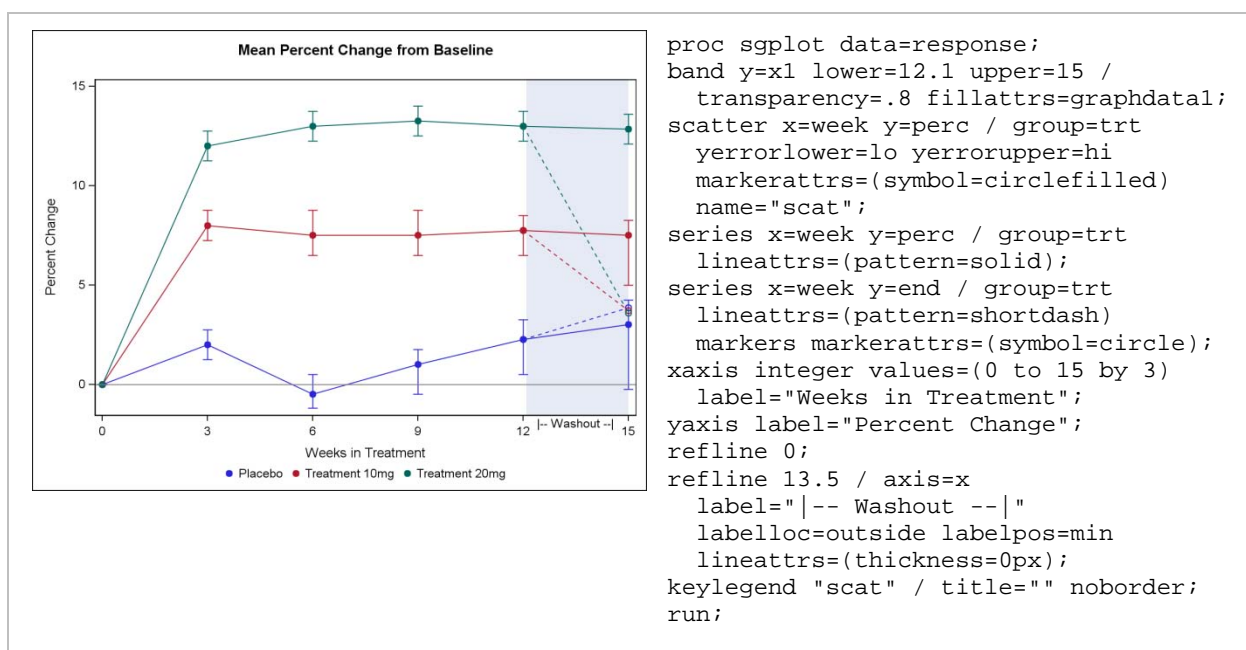 Mean Percent Change from Baseline
15
10
5
0
Percent Change
0 3 6 9 12 |-- Washout --| 15
Weeks in Treatment
Placebo Treatment 10mg Treatment 20mg
proc sgplot data=response;
band y=x1 lower=12.1 upper=15 /
transparency=.8 fillattrs=graphdata1;
scatter x=week y=perc / group=trt
yerrorlower=lo yerrorupper=hi
markerattrs=(symbol=circlefilled)
name="scat";
series x=week y=perc / group=trt
lineattrs=(pattern=solid);
series x=week y=end / group=trt
lineattrs=(pattern=shortdash)
markers markerattrs=(symbol=circle);
xaxis integer values=(0 to 15 by 3)
label="Weeks in Treatment";
yaxis label="Percent Change";
refline 0;
refline 13.5 / axis=x
label="|-- Washout --|"
labelloc=outside labelpos=min
lineattrs=(thickness=0px);
keylegend "scat" / title="" noborder;
run;